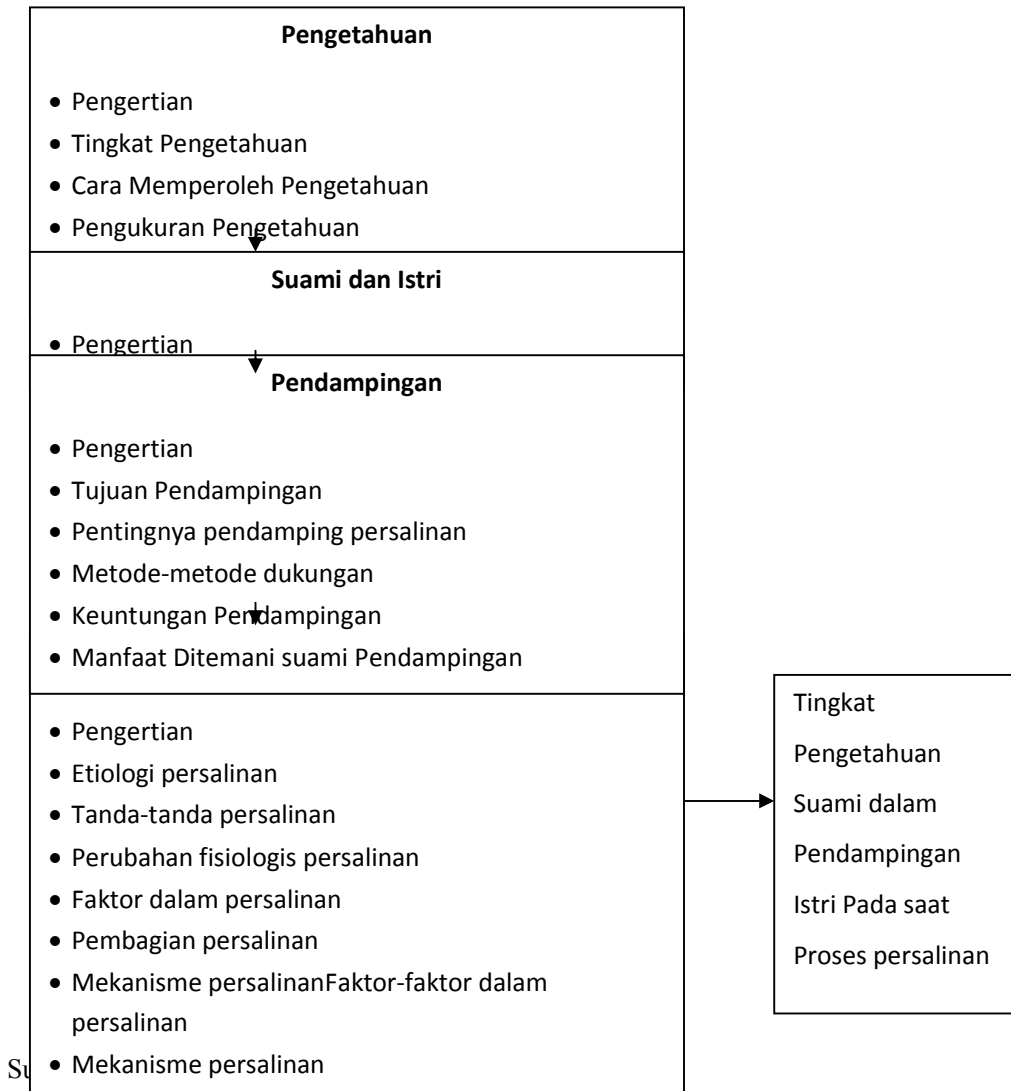 Pengetahuan
• Pengertian
• Tingkat Pengetahuan
• Cara Memperoleh Pengetahuan
• Pengukuran Pengetahuan
Suami dan Istri
• Pengertian
Pendampingan
• Pengertian
• Tujuan Pendampingan
• Pentingnya pendamping persalinan
• Metode-metode dukungan
• Keuntungan Pendampingan
• Manfaat Ditemani suami Pendampingan
• Pengertian
• Etiologi persalinan
• Tanda-tanda persalinan
• Perubahan fisiologis persalinan
• Faktor dalam persalinan
• Pembagian persalinan
• Mekanisme persalinanFaktor-faktor dalam
persalinan
• Mekanisme persalinan
Tingkat
Pengetahuan
Suami dalam
Pendampingan
Istri Pada saat
Proses persalinan